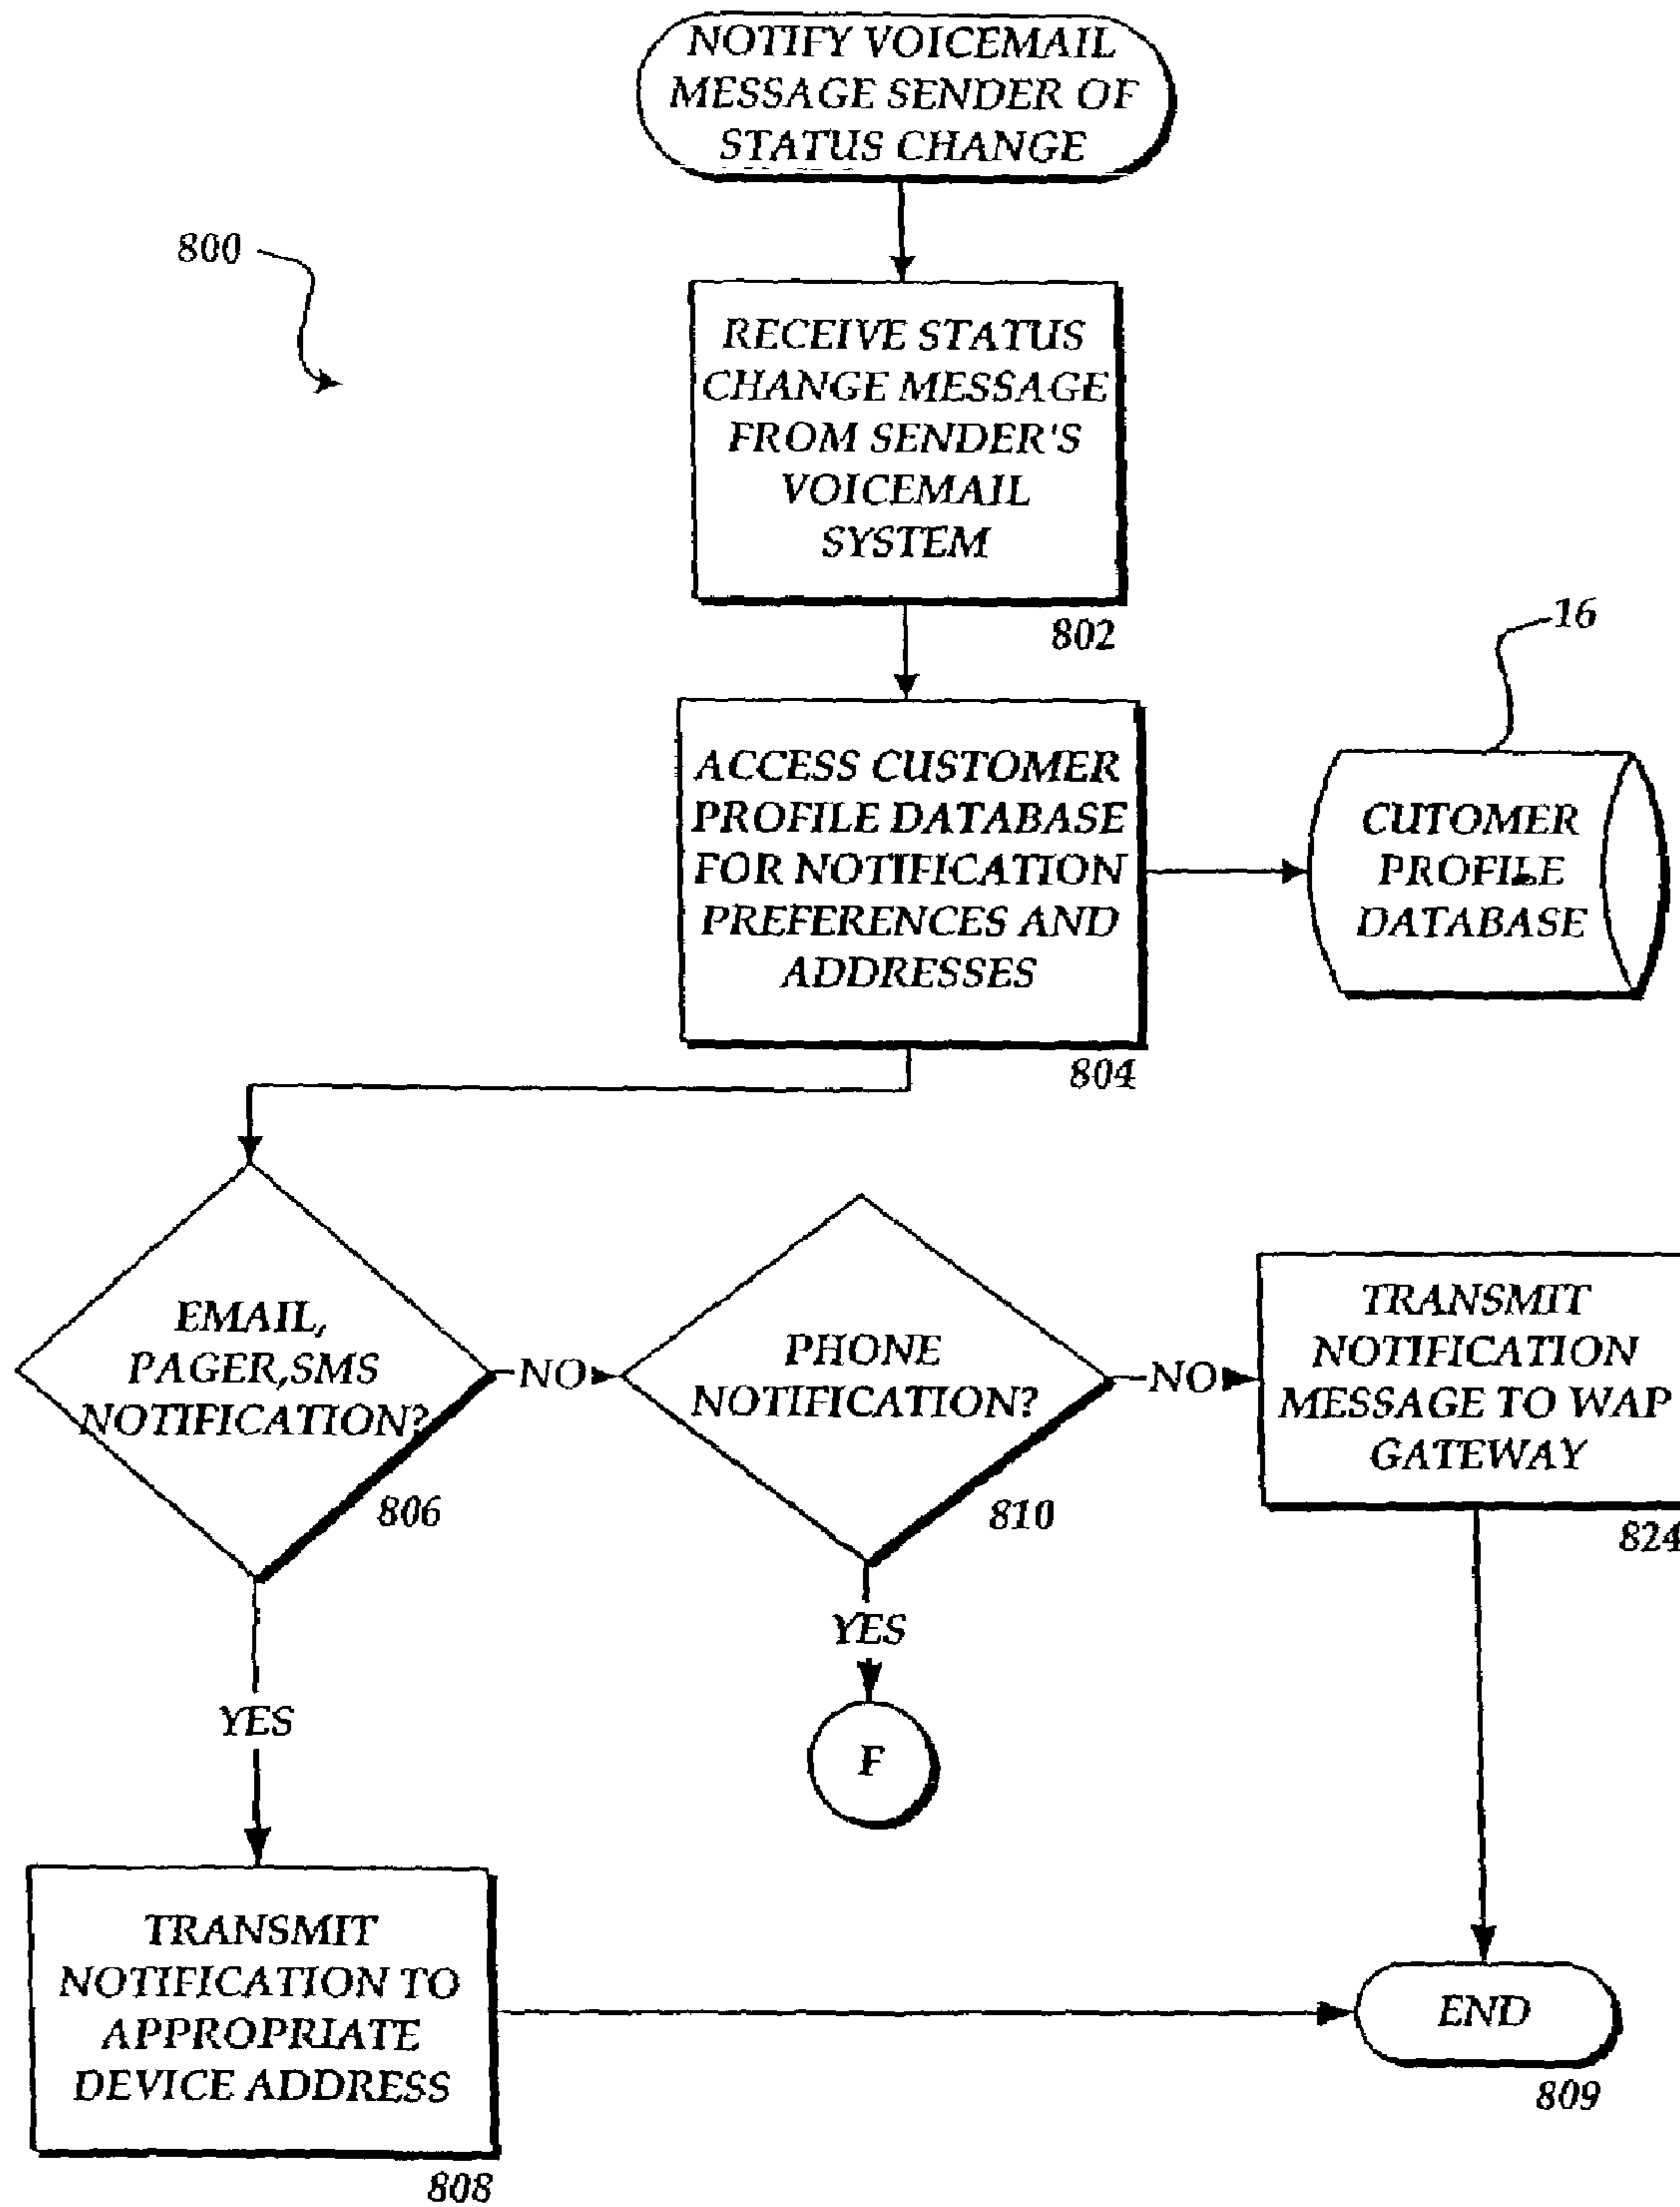 NOTIFY VOICEMAIL
MESSAGE SENDER OF
STATUS CHANGE
800
RECEIVE STATUS
CHANGE MESSAGE
FROM SENDER'S
VOICEMAIL
SYSTEM
802
16
ACCESS CUSTOMER
PROFILE DATABASE
FOR NOTIFICATION
PREFERENCES AND
ADDRESSES
804
CUTOMER
PROFILE
DATABASE
EMAIL,
PAGER,SMS
NOTIFICATION?
806
NO
PHONE
NOTIFICATION?
810
NO
TRANSMIT
NOTIFICATION
MESSAGE TO WAP
GATEWAY
824
YES
F
YES
TRANSMIT
NOTIFICATION TO
APPROPRIATE
DEVICE ADDRESS
808
END
809